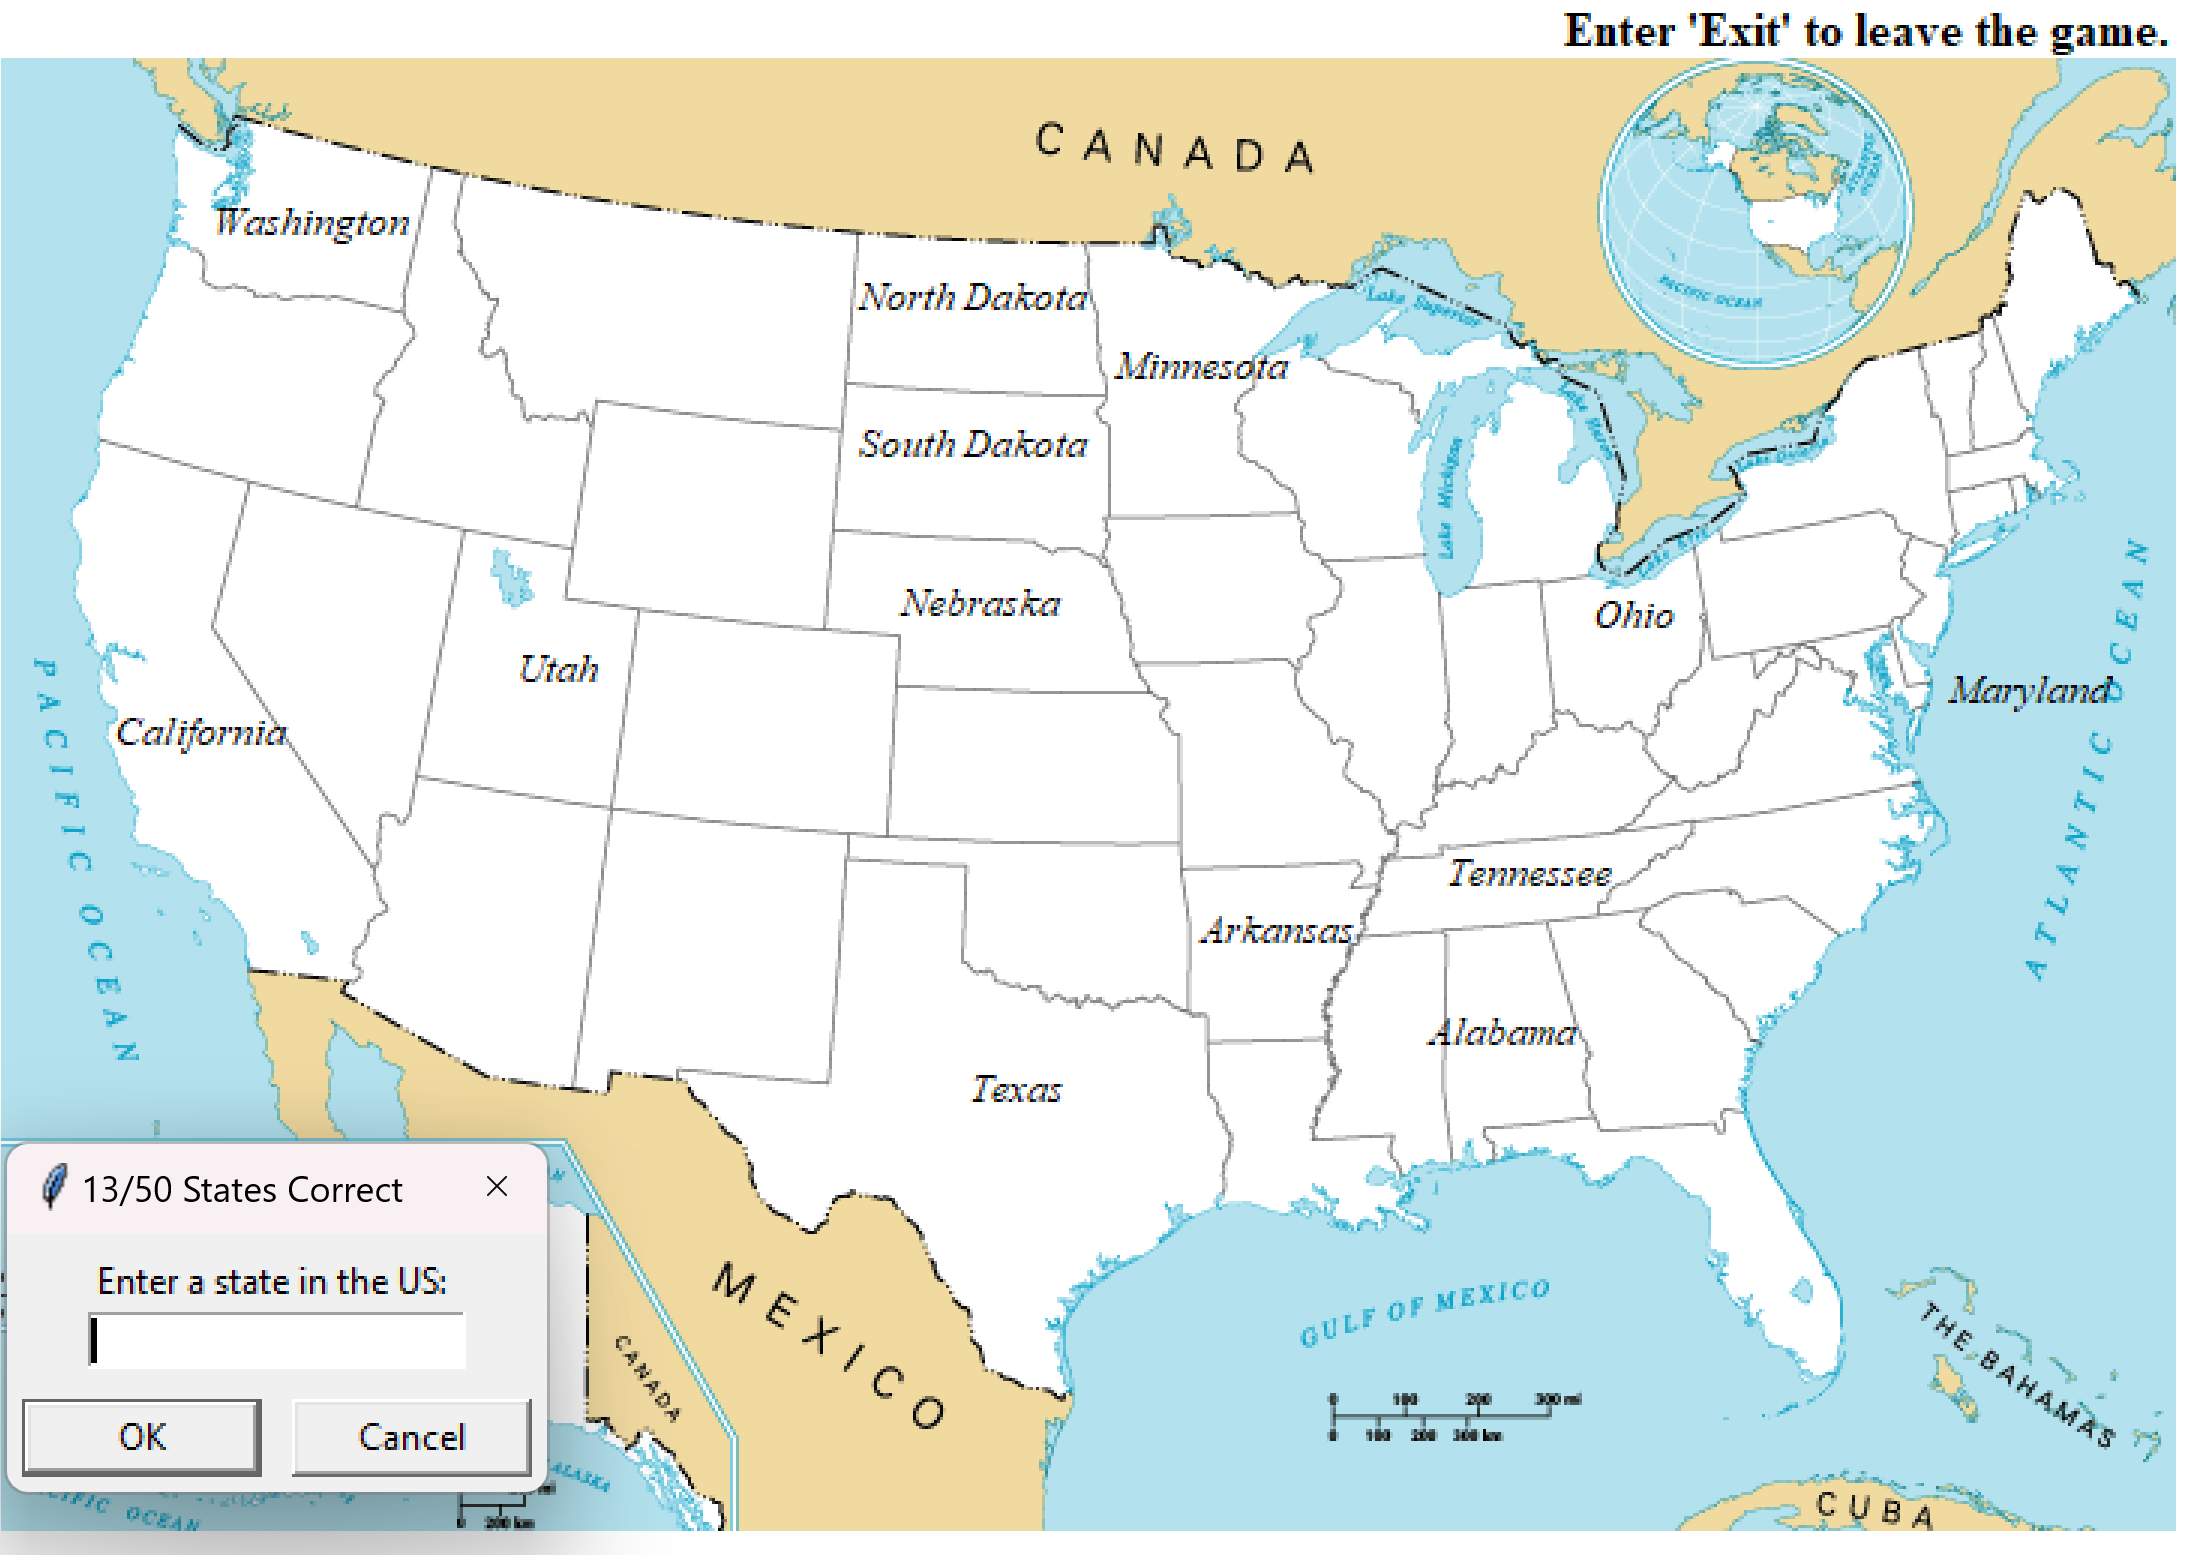 Enter 'Exit' to leave the game.
CANADA
Washington
North Dakota
Lake Superior
PACIFIC OCEAN
ATLANTIC OCEAN
Minnesota
South Dakota
Lake Michigan
Lake Huron
Lake Ontario
Lake Erie
Nebraska
Ohio
Utah
Maryland
California
PACIFIC OCEAN
ATLANTIC OCEAN
Tennessee
Arkansas
Alabama
Texas
13/50 States Correct
Enter a state in the US:
OK
Cancel
MEXICO
GULF OF MEXICO
THE BAHAMAS
CANADA
0 100 200 300 mi
0 100 200 300 km
ALASKA
OCEAN
200 km
CUBA